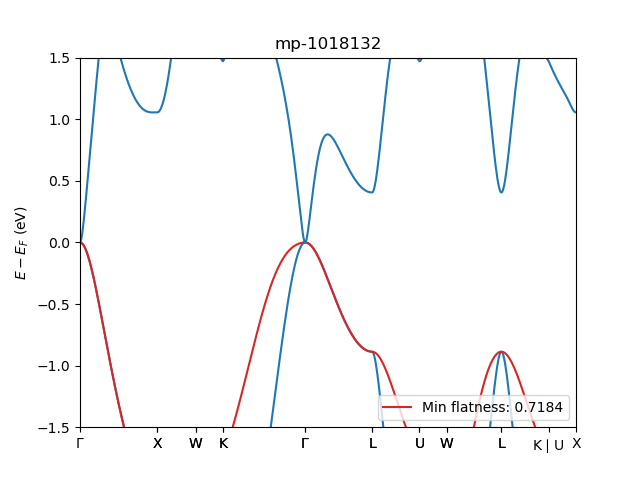 mp-1018132
E − E_F (eV)
1.5
1.0
0.5
0.0
−0.5
−1.0
−1.5
Min flatness: 0.7184
Γ X W K Γ L U W L K | U X